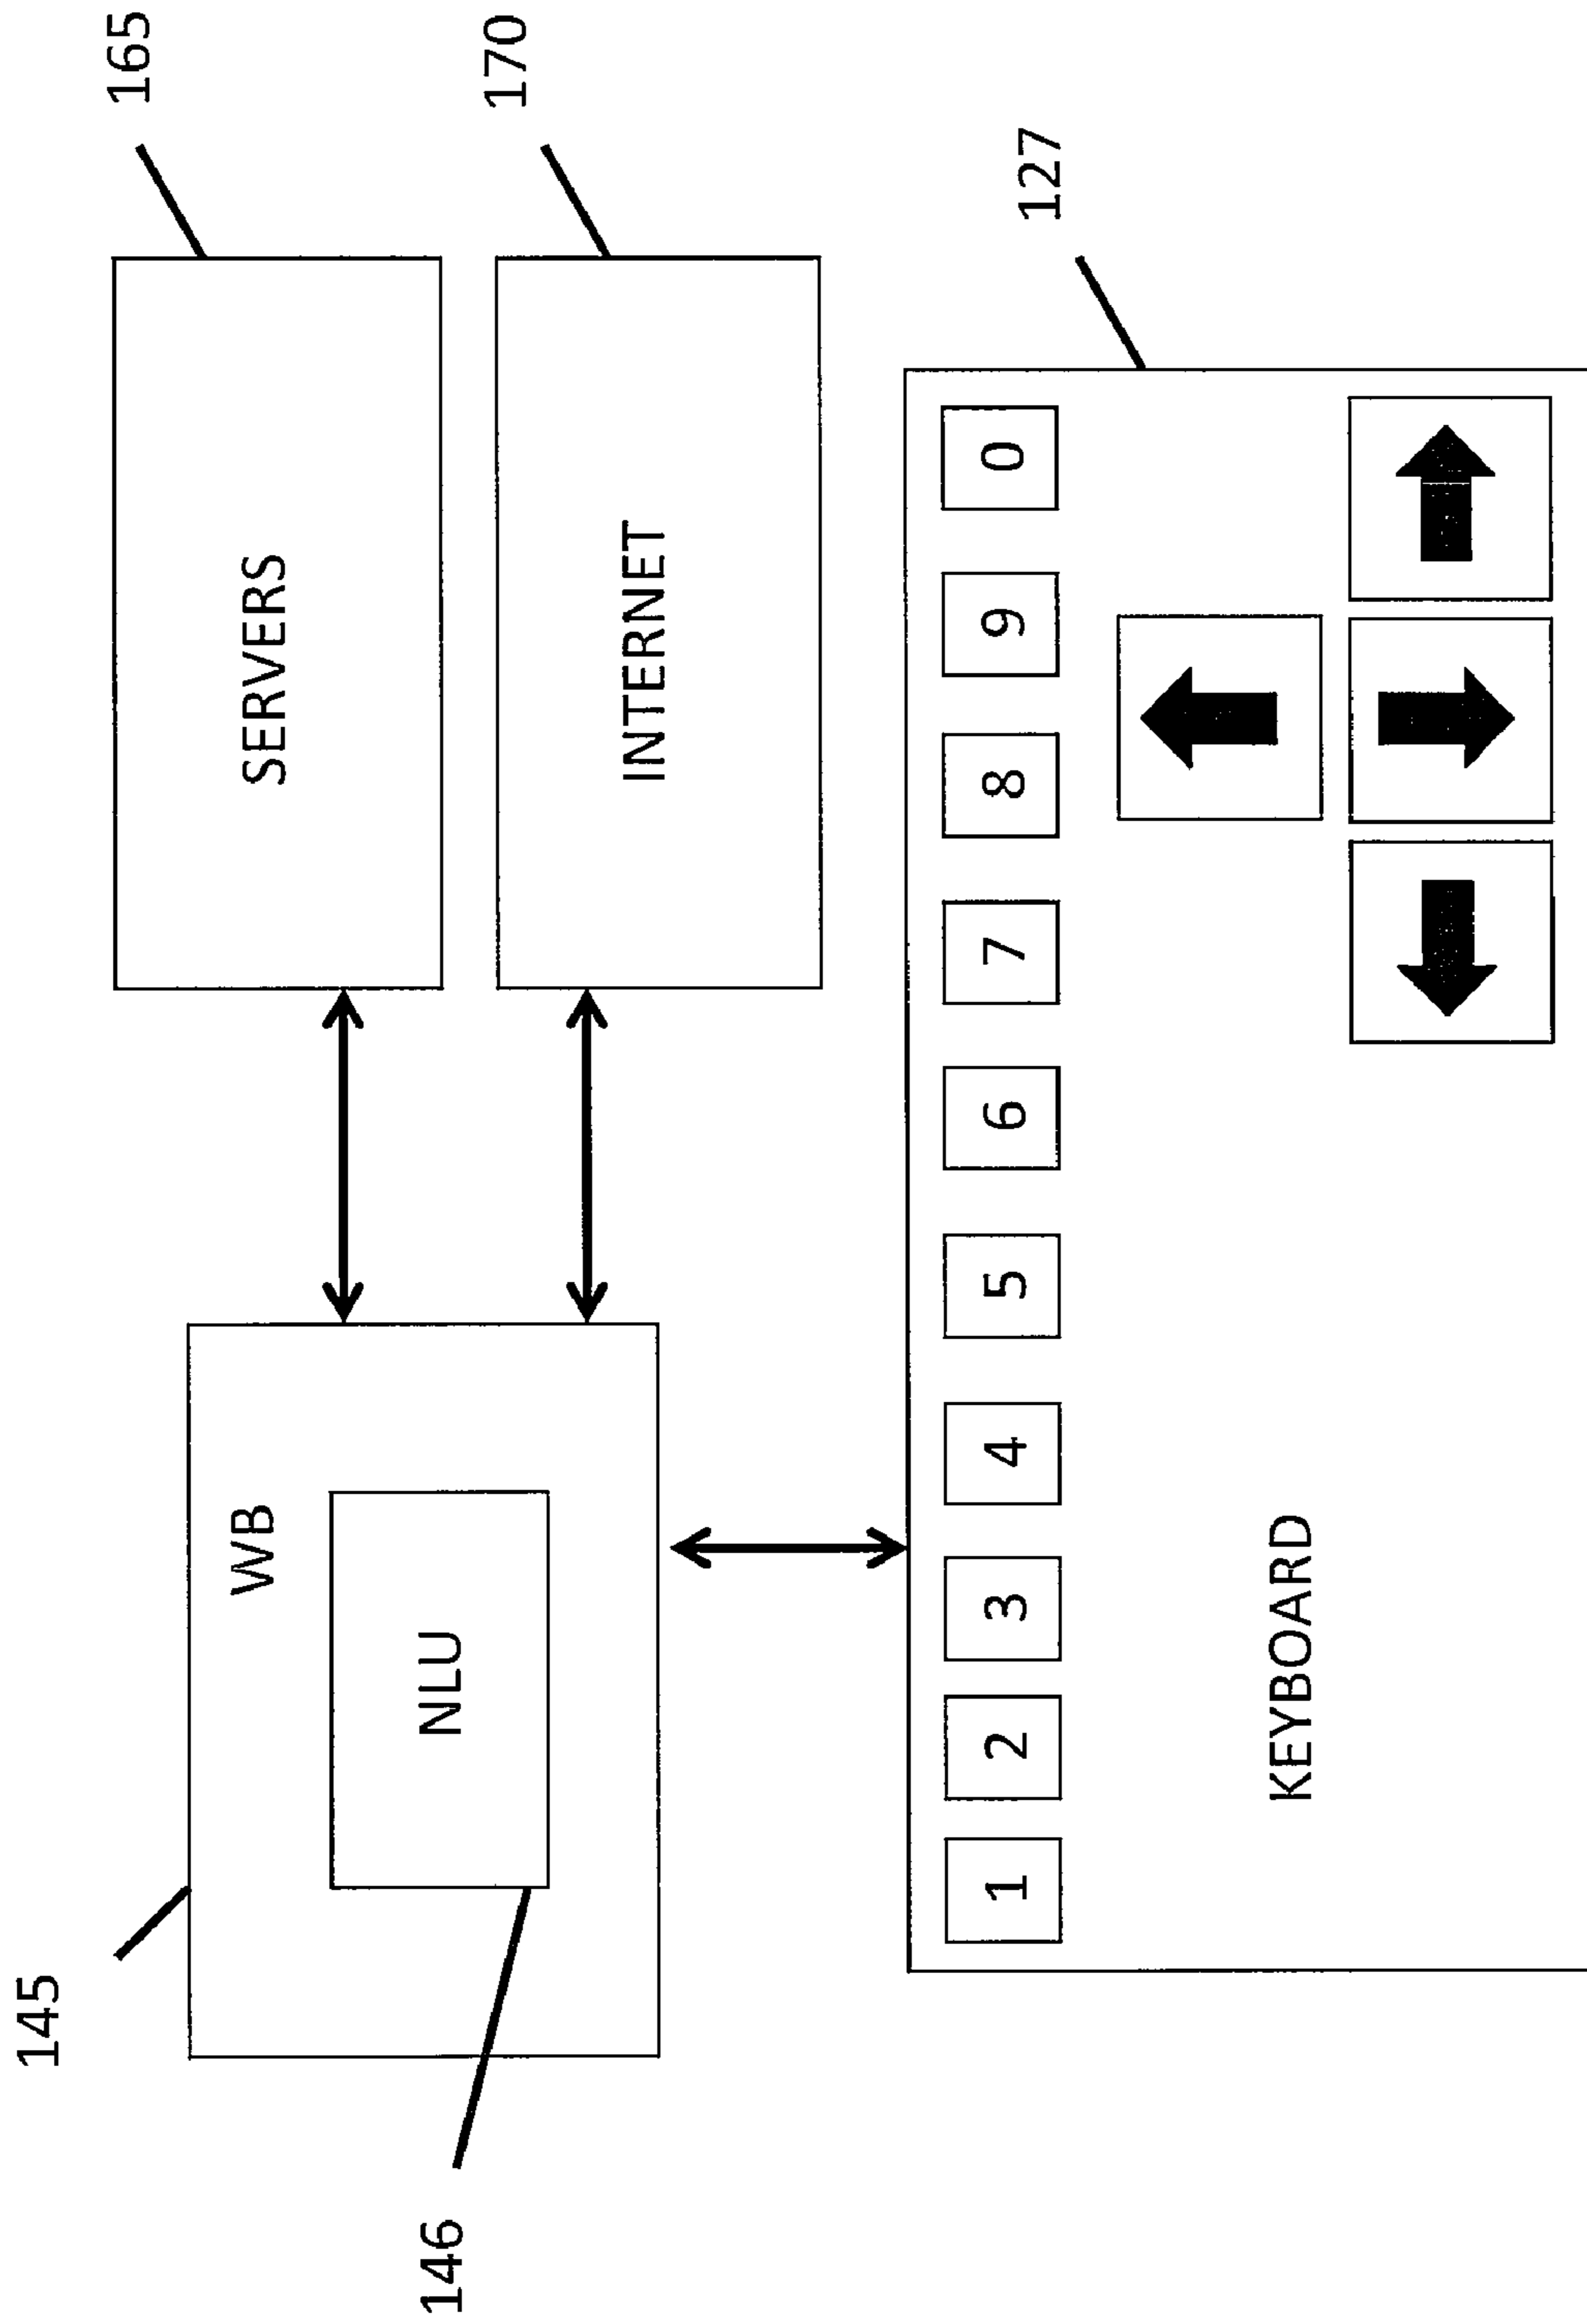 165
SERVERS
170
INTERNET
145
WB
NLU
146
127
1 2 3 4 5 6 7 8 9 0
KEYBOARD